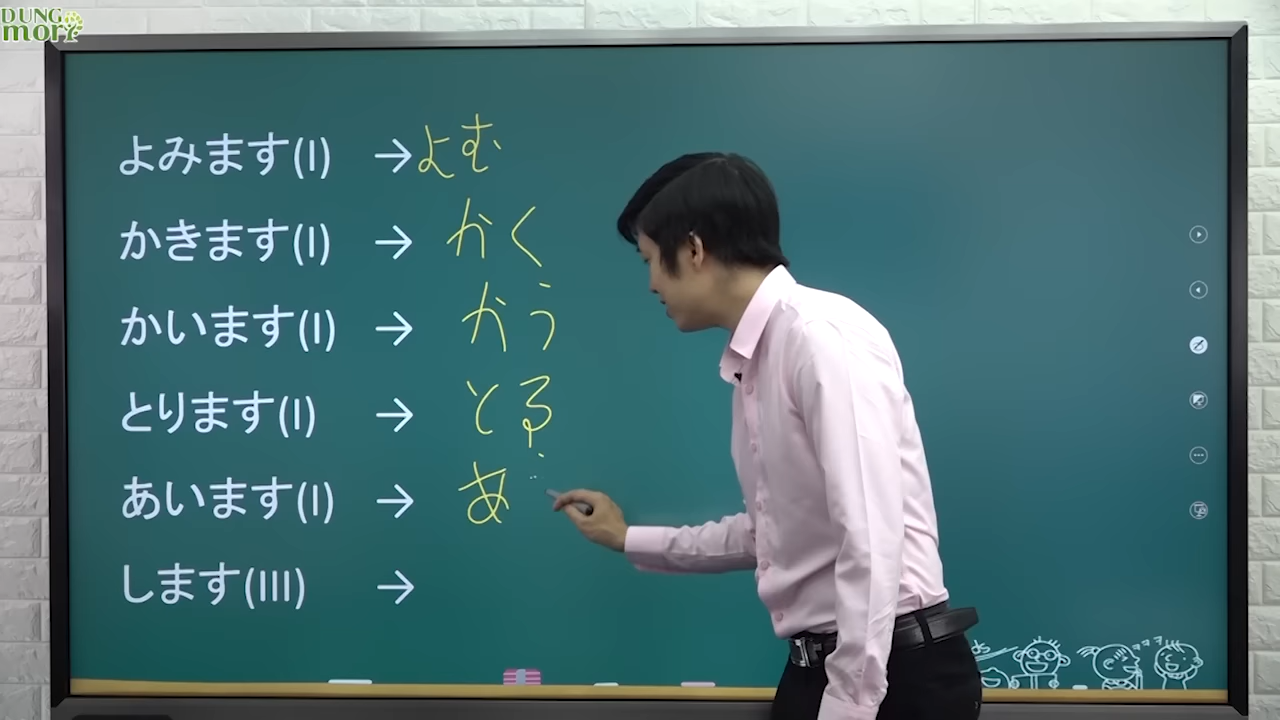 DUNG
mori
よみます(I) →よむ
かきます(I) → かく
かいます(I) → かう
とります(I) → とる
あいます(I) → あ
します(III) →